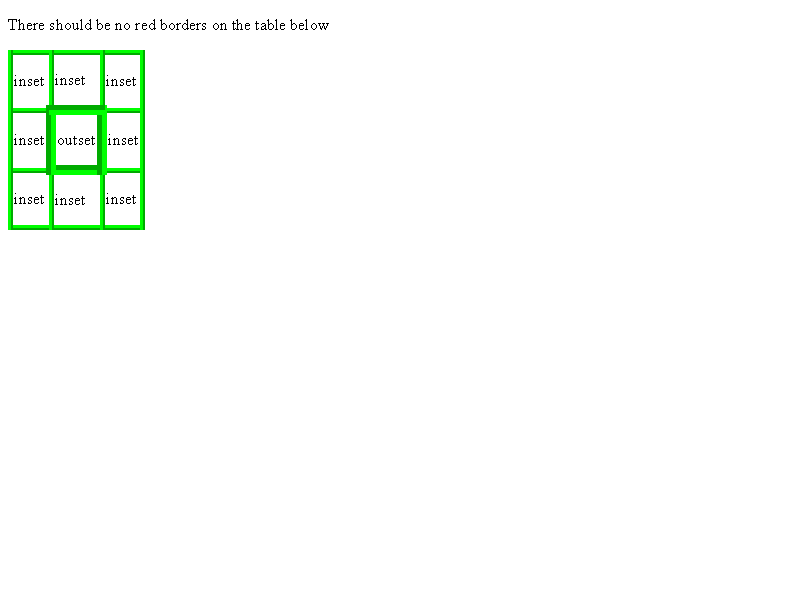 There should be no red borders on the table below
inset inset inset
inset outset inset
inset inset inset